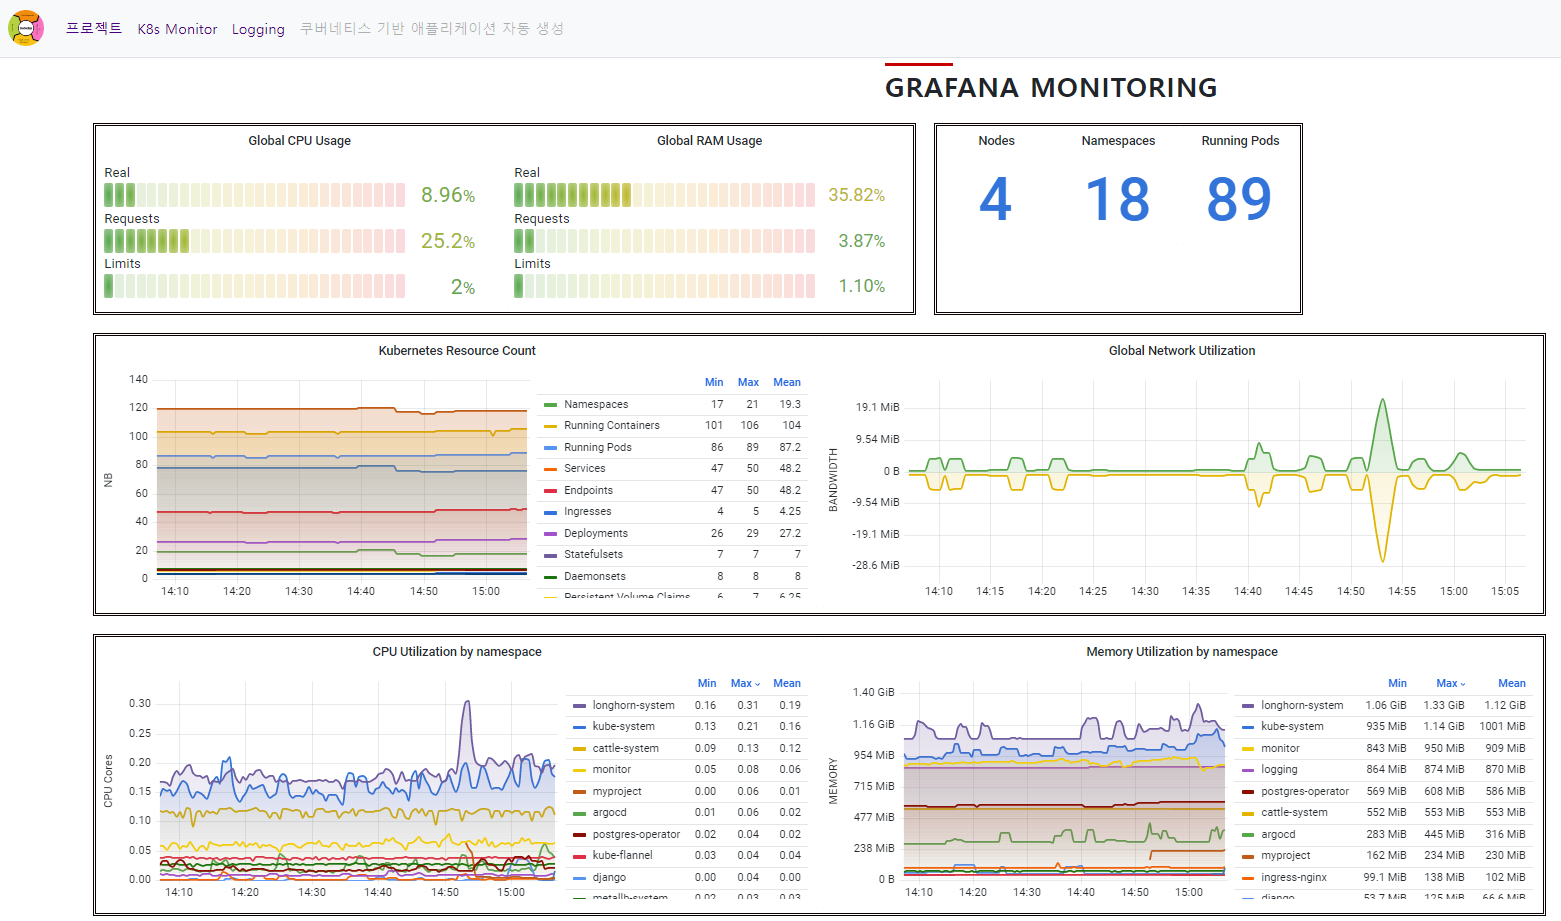 프로젝트 K8s Monitor Logging 쿠버네티스 기반 애플리케이션 자동 생성
GRAFANA MONITORING
Global CPU Usage
Real
8.96%
Requests
25.2%
Limits
2%
Global RAM Usage
Real
35.82%
Requests
3.87%
Limits
1.10%
Nodes Namespaces Running Pods
4 18 89
Kubernetes Resource Count
NB
140
120
100
80
60
40
20
0
14:10 14:20 14:30 14:40 14:50 15:00
Min Max Mean
Namespaces 17 21 19.3
Running Containers 101 106 104
Running Pods 86 89 87.2
Services 47 50 48.2
Endpoints 47 50 48.2
Ingresses 4 5 4.25
Deployments 26 29 27.2
Statefulsets 7 7 7
Daemonsets 8 8 8
Persistent Volume Claims 6 7 6.25
Global Network Utilization
BANDWIDTH
19.1 MiB
9.54 MiB
0 B
-9.54 MiB
-19.1 MiB
-28.6 MiB
14:10 14:15 14:20 14:25 14:30 14:35 14:40 14:45 14:50 14:55 15:00 15:05
CPU Utilization by namespace
CPU Cores
0.30
0.25
0.20
0.15
0.10
0.05
0.00
14:10 14:20 14:30 14:40 14:50 15:00
Min Max Mean
longhorn-system 0.16 0.31 0.19
kube-system 0.13 0.21 0.16
cattle-system 0.09 0.13 0.12
monitor 0.05 0.08 0.06
myproject 0.00 0.06 0.01
argocd 0.01 0.06 0.02
postgres-operator 0.02 0.04 0.02
kube-flannel 0.03 0.04 0.04
django 0.00 0.04 0.00
metallb-system 0.02 0.03 0.03
Memory Utilization by namespace
MEMORY
1.40 GiB
1.16 GiB
954 MiB
715 MiB
477 MiB
238 MiB
0 B
14:10 14:20 14:30 14:40 14:50 15:00
Min Max Mean
longhorn-system 1.06 GiB 1.33 GiB 1.12 GiB
kube-system 935 MiB 1.14 GiB 1001 MiB
monitor 843 MiB 950 MiB 909 MiB
logging 864 MiB 874 MiB 870 MiB
postgres-operator 569 MiB 608 MiB 586 MiB
cattle-system 552 MiB 553 MiB 553 MiB
argocd 283 MiB 445 MiB 316 MiB
myproject 162 MiB 234 MiB 230 MiB
ingress-nginx 99.1 MiB 138 MiB 102 MiB
django 53.7 MiB 125 MiB 66.6 MiB